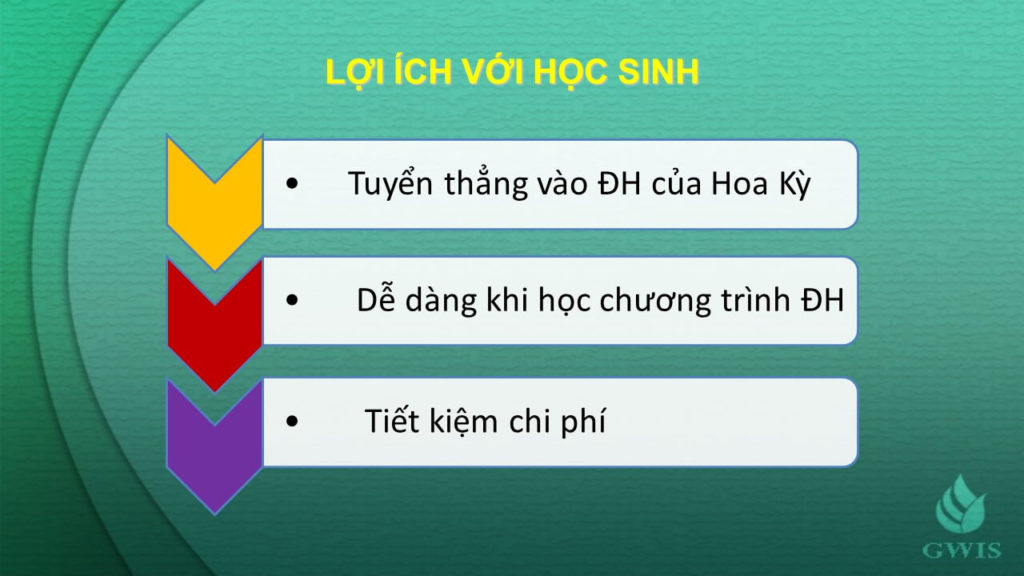 LỢI ÍCH VỚI HỌC SINH
• Tuyển thẳng vào ĐH của Hoa Kỳ
• Dễ dàng khi học chương trình ĐH
• Tiết kiệm chi phí
GWIS